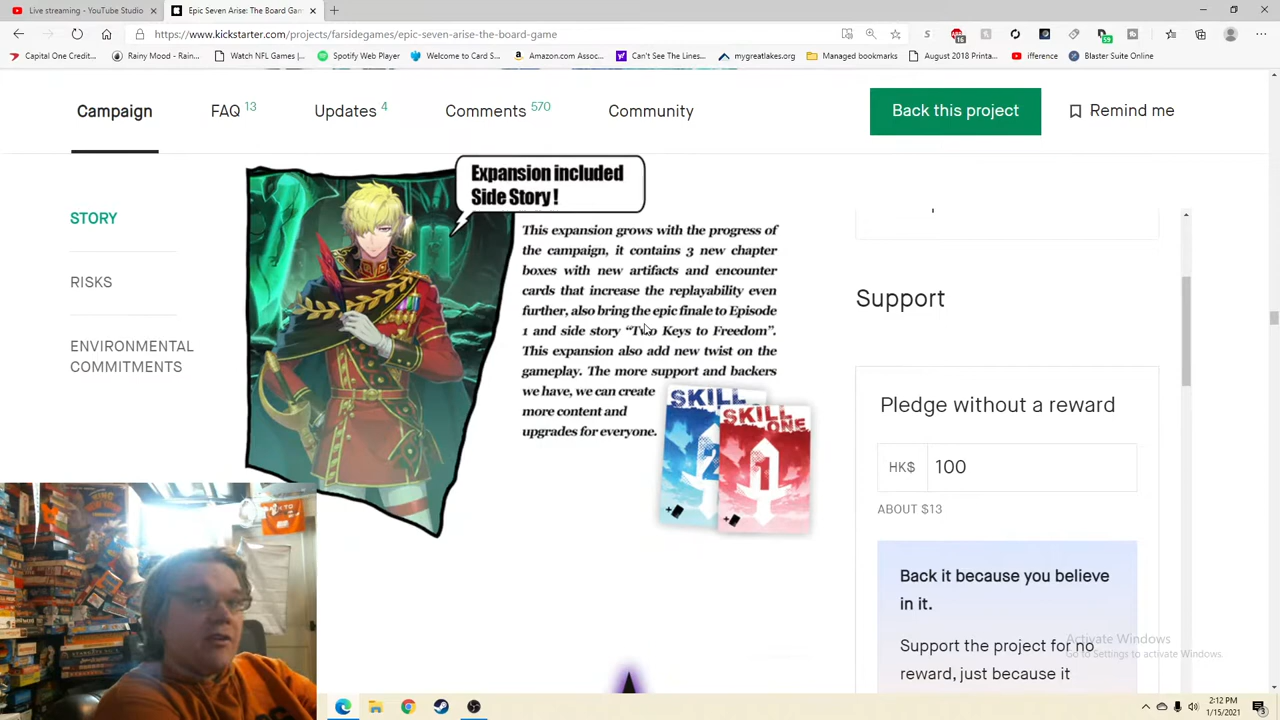 Live streaming - YouTube Studio
Epic Seven Arise: The Board Gam
https://www.kickstarter.com/projects/farsidegames/epic-seven-arise-the-board-game
Capital One Credit...
Rainy Mood - Rain...
Watch NFL Games |...
Spotify Web Player
Welcome to Card S...
Amazon.com Assoc...
Can't See The Lines...
mygreatlakes.org
Managed bookmarks
August 2018 Printa...
ifference
Blaster Suite Online
Campaign
FAQ 13
Updates 4
Comments 570
Community
Back this project
Remind me
STORY
RISKS
ENVIRONMENTAL
COMMITMENTS
Expansion included
Side Story !
This expansion grows with the progress of
the campaign, it contains 3 new chapter
boxes with new artifacts and encounter
cards that increase the replayability even
further, also bring the epic finale to Episode
1 and side story “Two Keys to Freedom”.
This expansion also add new twist on the
gameplay. The more support and backers
we have, we can create
more content and
upgrades for everyone.
SKILL
2
SKILL
ONE
1
Support
Pledge without a reward
HK$ 100
ABOUT $13
Back it because you believe
in it.
Support the project for no
reward, just because it
Activate Windows
Go to Settings to activate Windows.
2:12 PM
1/15/2021